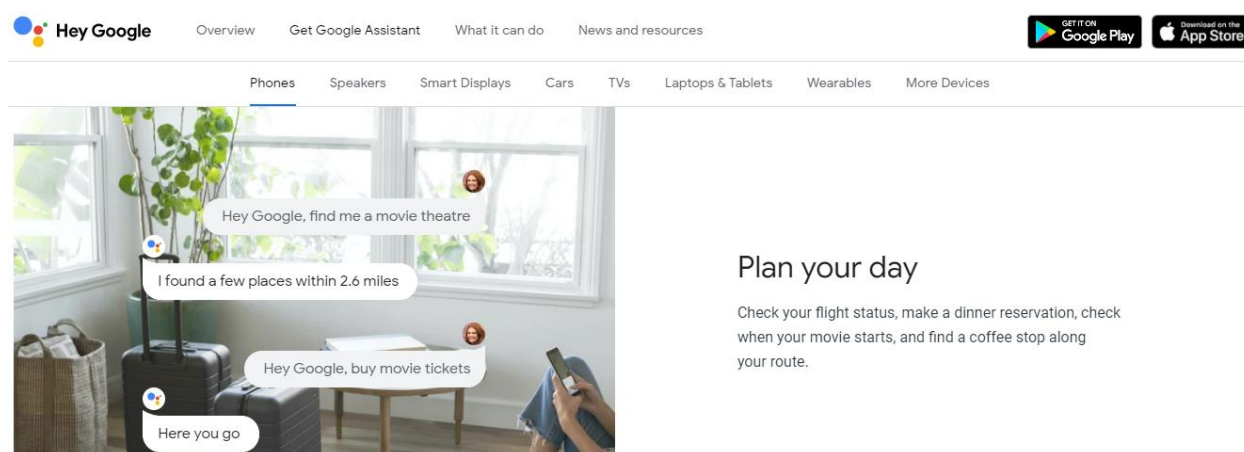 Hey Google
Overview
Get Google Assistant
What it can do
News and resources
GET IT ON
Google Play
Download on the
App Store
Phones
Speakers
Smart Displays
Cars
TVs
Laptops & Tablets
Wearables
More Devices
Hey Google, find me a movie theatre
I found a few places within 2.6 miles
Hey Google, buy movie tickets
Here you go
Plan your day
Check your flight status, make a dinner reservation, check
when your movie starts, and find a coffee stop along
your route.